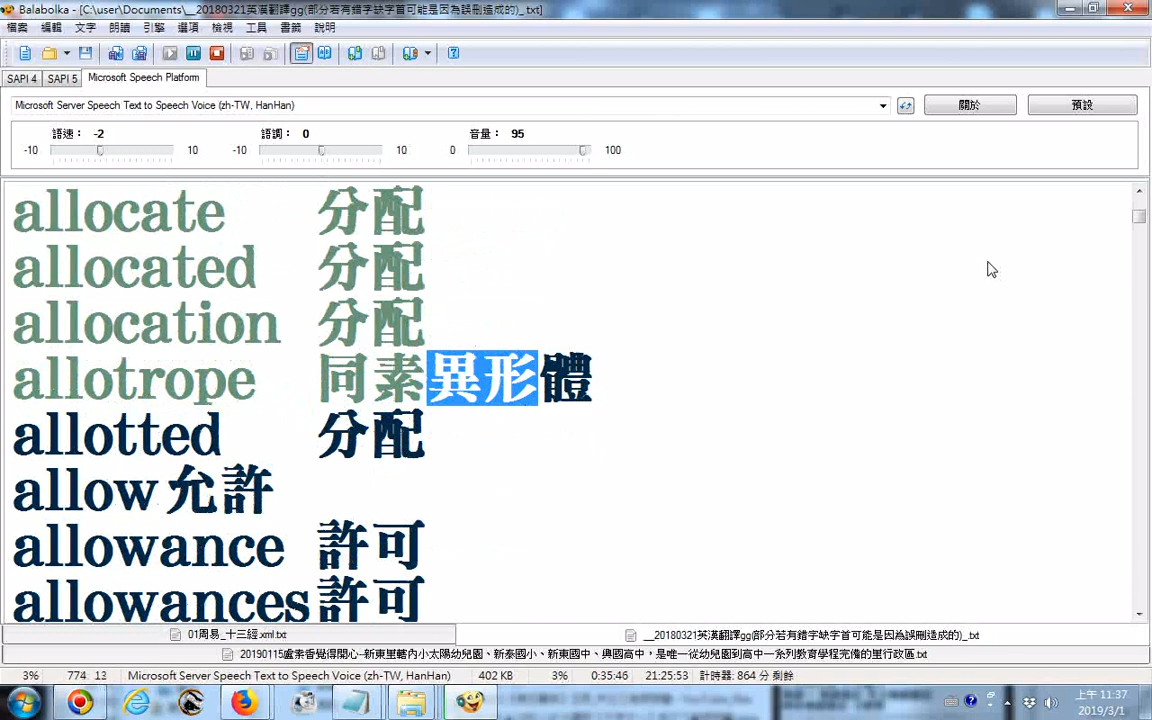 Balabolka - [C:\user\Documents\__20180321英漢翻譯gg(部分若有錯字缺字首可能是因為誤刪造成的)_.txt]
檔案 編輯 文字 朗讀 引擎 選項 檢視 工具 書籤 說明
SAPI 4 SAPI 5 Microsoft Speech Platform
Microsoft Server Speech Text to Speech Voice (zh-TW, HanHan) 關於 預設
語速： -2 語調： 0 音量： 95
-10 10 -10 10 0 100
allocate 分配
allocated 分配
allocation 分配
allotrope 同素異形體
allotted 分配
allow 允許
allowance 許可
allowances 許可
01周易_十三經.xml.txt __20180321英漢翻譯gg(部分若有錯字缺字首可能是因為誤刪造成的)_.txt
20190115盧素香覺得開心-新東里轄內小太陽幼兒園、新泰國小、新東國中、興國高中，是唯一從幼兒園到高中一系列教育學程完備的里行政區.txt
3% 774 : 13 Microsoft Server Speech Text to Speech Voice (zh-TW, HanHan) 402 KB 3% 0:35:46 21:25:53 計時器: 864 分 剩餘
上午 11:37
2019/3/1